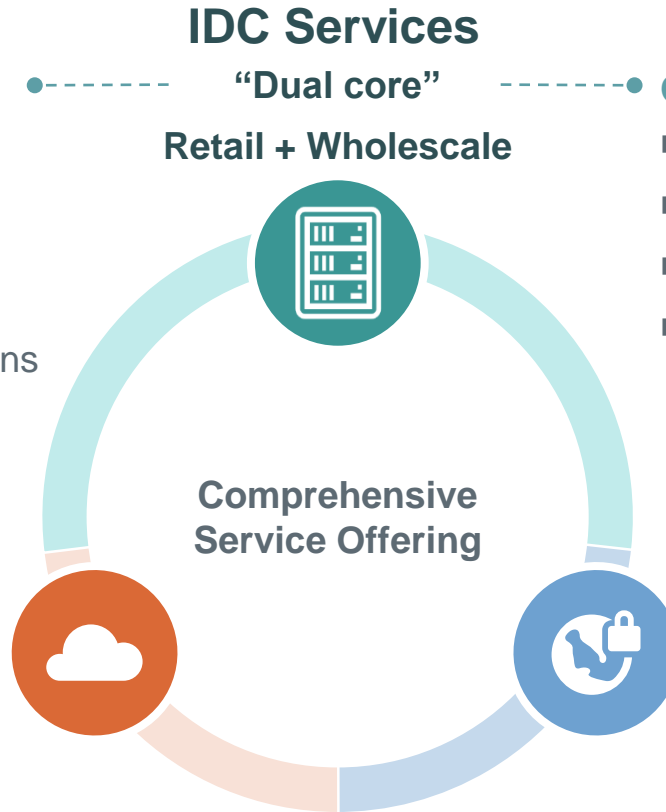 IDC Services
“Dual core”
Retail + Wholescale
ns
Comprehensive
Service Offering